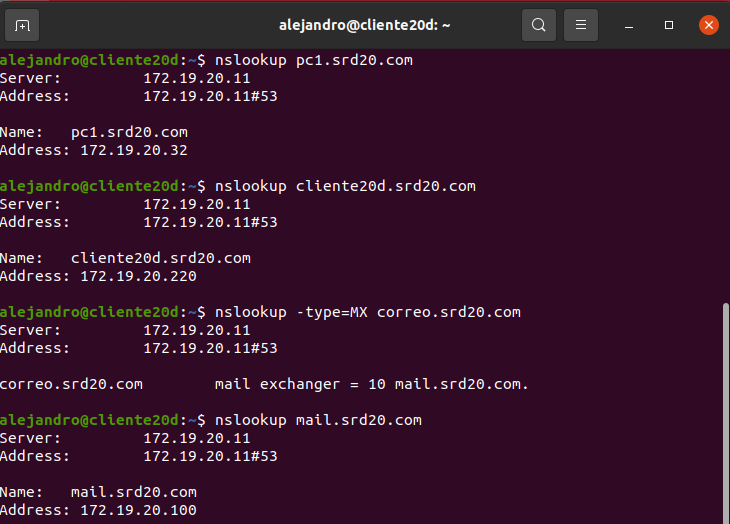 alejandro@cliente20d: ~
alejandro@cliente20d:~$ nslookup pc1.srd20.com
Server:         172.19.20.11
Address:        172.19.20.11#53

Name:   pc1.srd20.com
Address: 172.19.20.32

alejandro@cliente20d:~$ nslookup cliente20d.srd20.com
Server:         172.19.20.11
Address:        172.19.20.11#53

Name:   cliente20d.srd20.com
Address: 172.19.20.220

alejandro@cliente20d:~$ nslookup -type=MX correo.srd20.com
Server:         172.19.20.11
Address:        172.19.20.11#53

correo.srd20.com        mail exchanger = 10 mail.srd20.com.

alejandro@cliente20d:~$ nslookup mail.srd20.com
Server:         172.19.20.11
Address:        172.19.20.11#53

Name:   mail.srd20.com
Address: 172.19.20.100